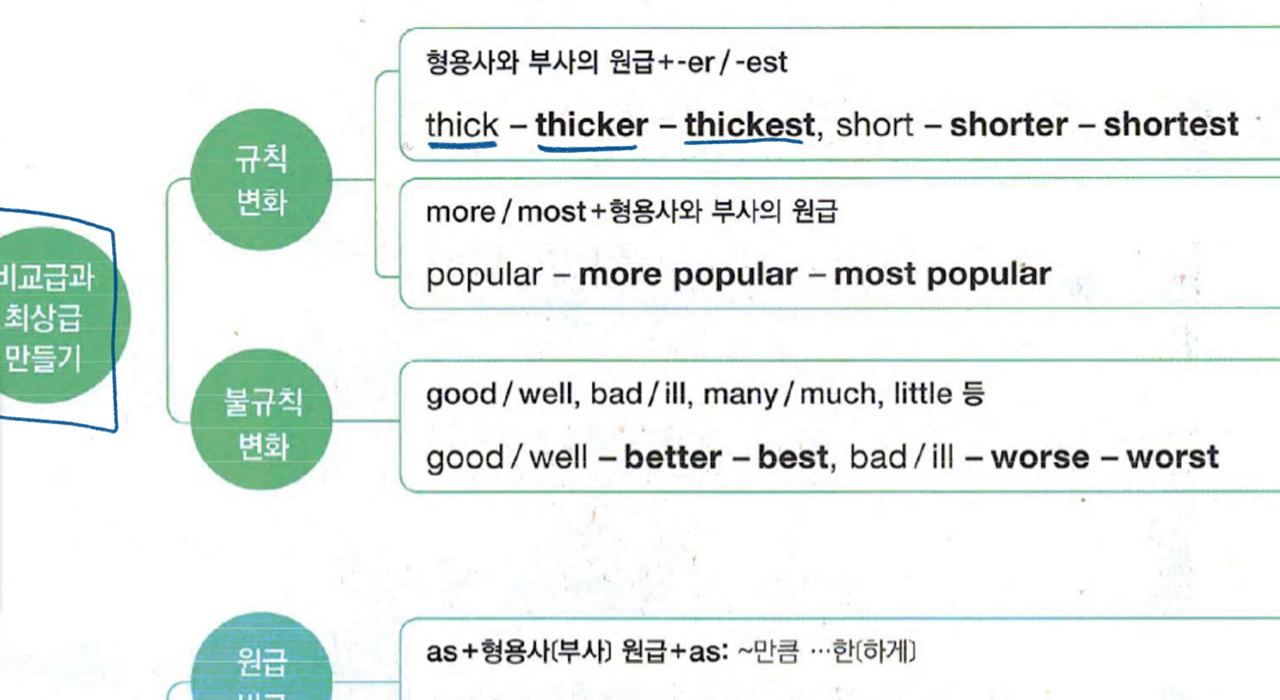 비교급과
최상급
만들기
규칙
변화
형용사와 부사의 원급+-er / -est
thick – thicker – thickest, short – shorter – shortest
more / most+형용사와 부사의 원급
popular – more popular – most popular
불규칙
변화
good / well, bad / ill, many / much, little 등
good / well – better – best, bad / ill – worse – worst
원급
as+형용사(부사) 원급+as: ~만큼 …한(하게)